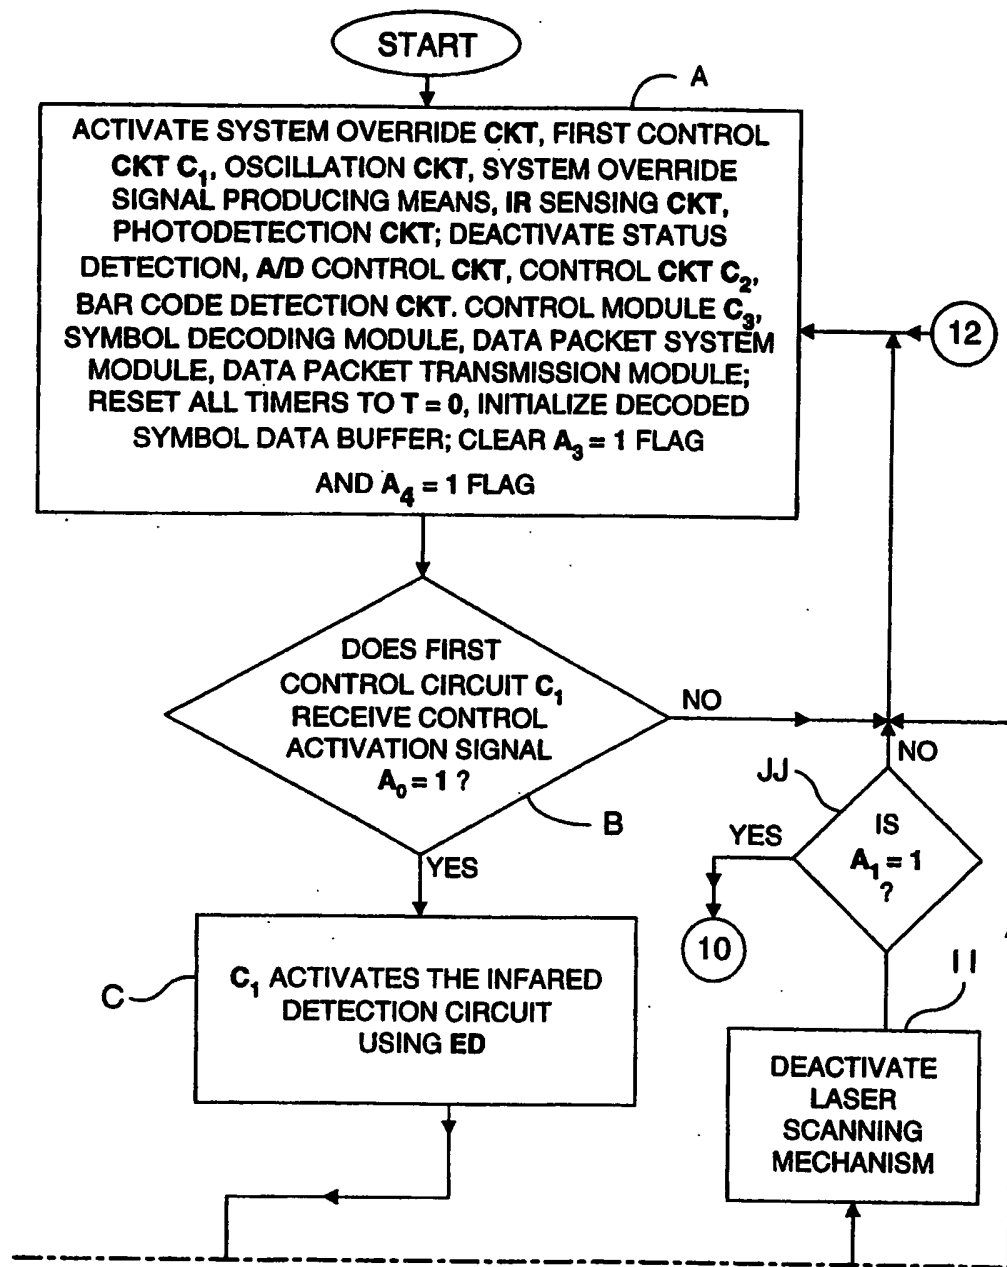 START
A
ACTIVATE SYSTEM OVERRIDE CKT, FIRST CONTROL
CKT C₁, OSCILLATION CKT, SYSTEM OVERRIDE
SIGNAL PRODUCING MEANS, IR SENSING CKT,
PHOTODETECTION CKT; DEACTIVATE STATUS
DETECTION, A/D CONTROL CKT, CONTROL CKT C₂,
BAR CODE DETECTION CKT. CONTROL MODULE C₃,
SYMBOL DECODING MODULE, DATA PACKET SYSTEM
MODULE, DATA PACKET TRANSMISSION MODULE;
RESET ALL TIMERS TO T = 0, INITIALIZE DECODED
SYMBOL DATA BUFFER; CLEAR A₃ = 1 FLAG
AND A₄ = 1 FLAG
12
DOES FIRST
CONTROL CIRCUIT C₁
RECEIVE CONTROL
ACTIVATION SIGNAL
A₀ = 1 ?
NO
B
YES
NO
JJ
IS
A₁ = 1
?
YES
10
C
C₁ ACTIVATES THE INFARED
DETECTION CIRCUIT
USING ED
II
DEACTIVATE
LASER
SCANNING
MECHANISM